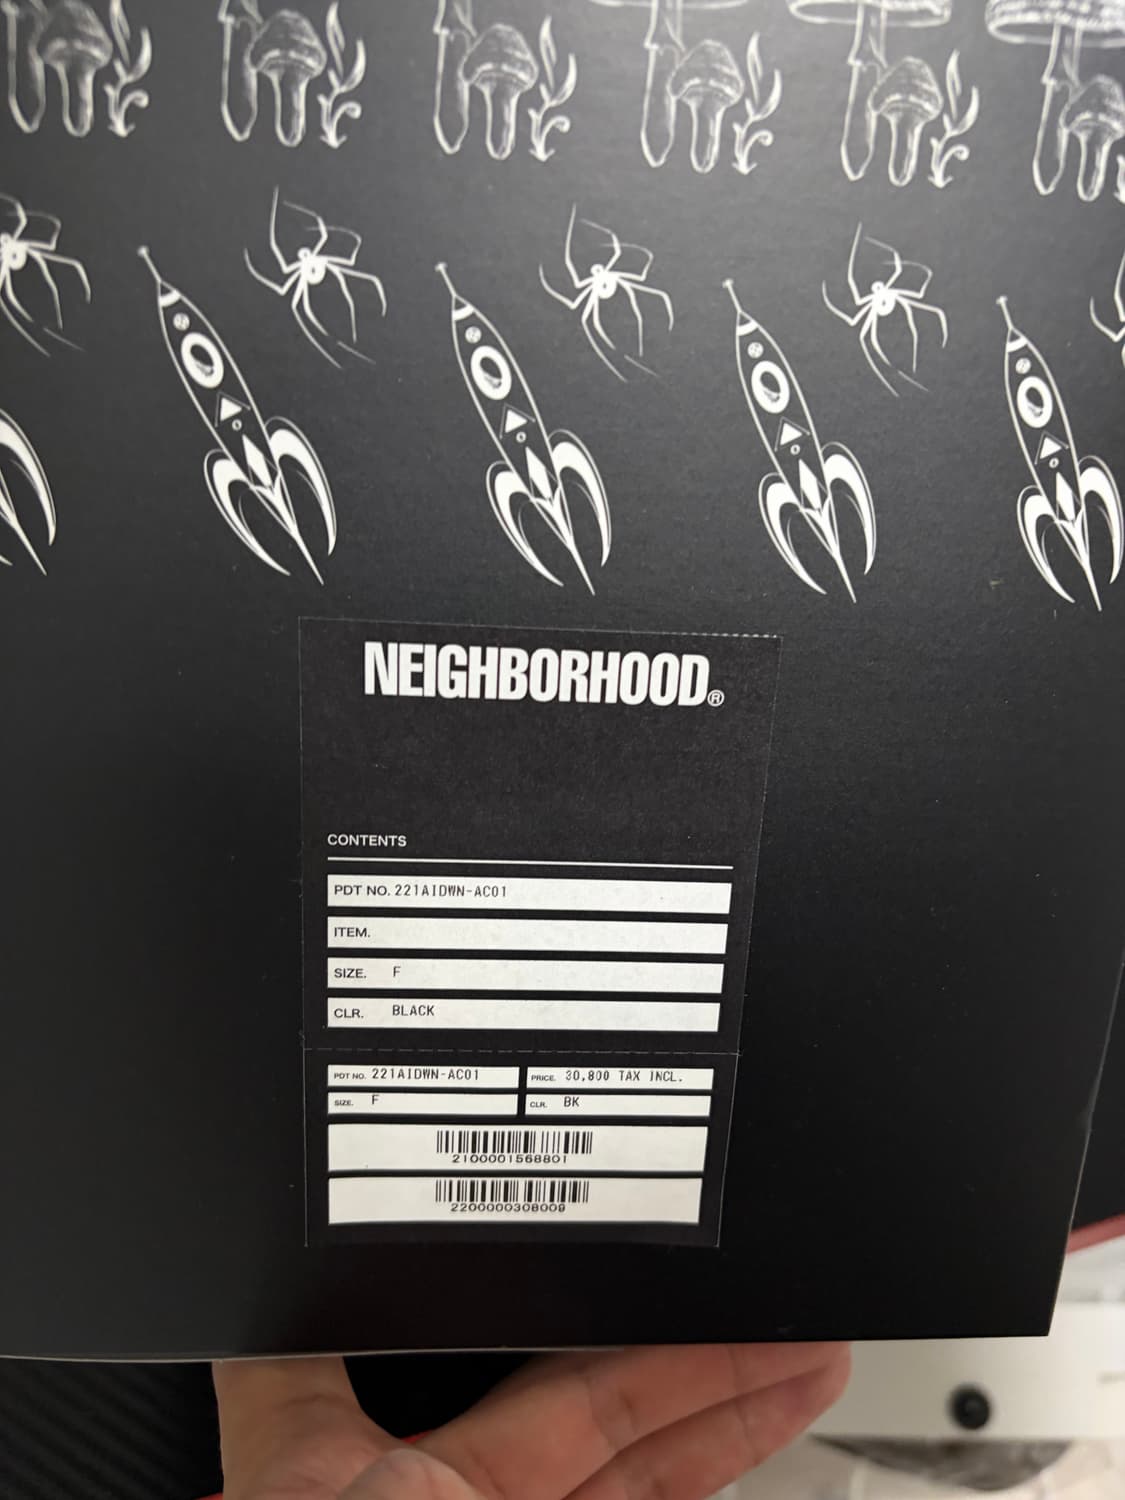 NEIGHBORHOOD®
CONTENTS
PDT NO. 221AIDWN-AC01
ITEM.
SIZE. F
CLR. BLACK
PDT NO. 221AIDWN-AC01
PRICE. 30,800 TAX INCL.
SIZE. F
CLR. BK
2100001568801
2200000308009